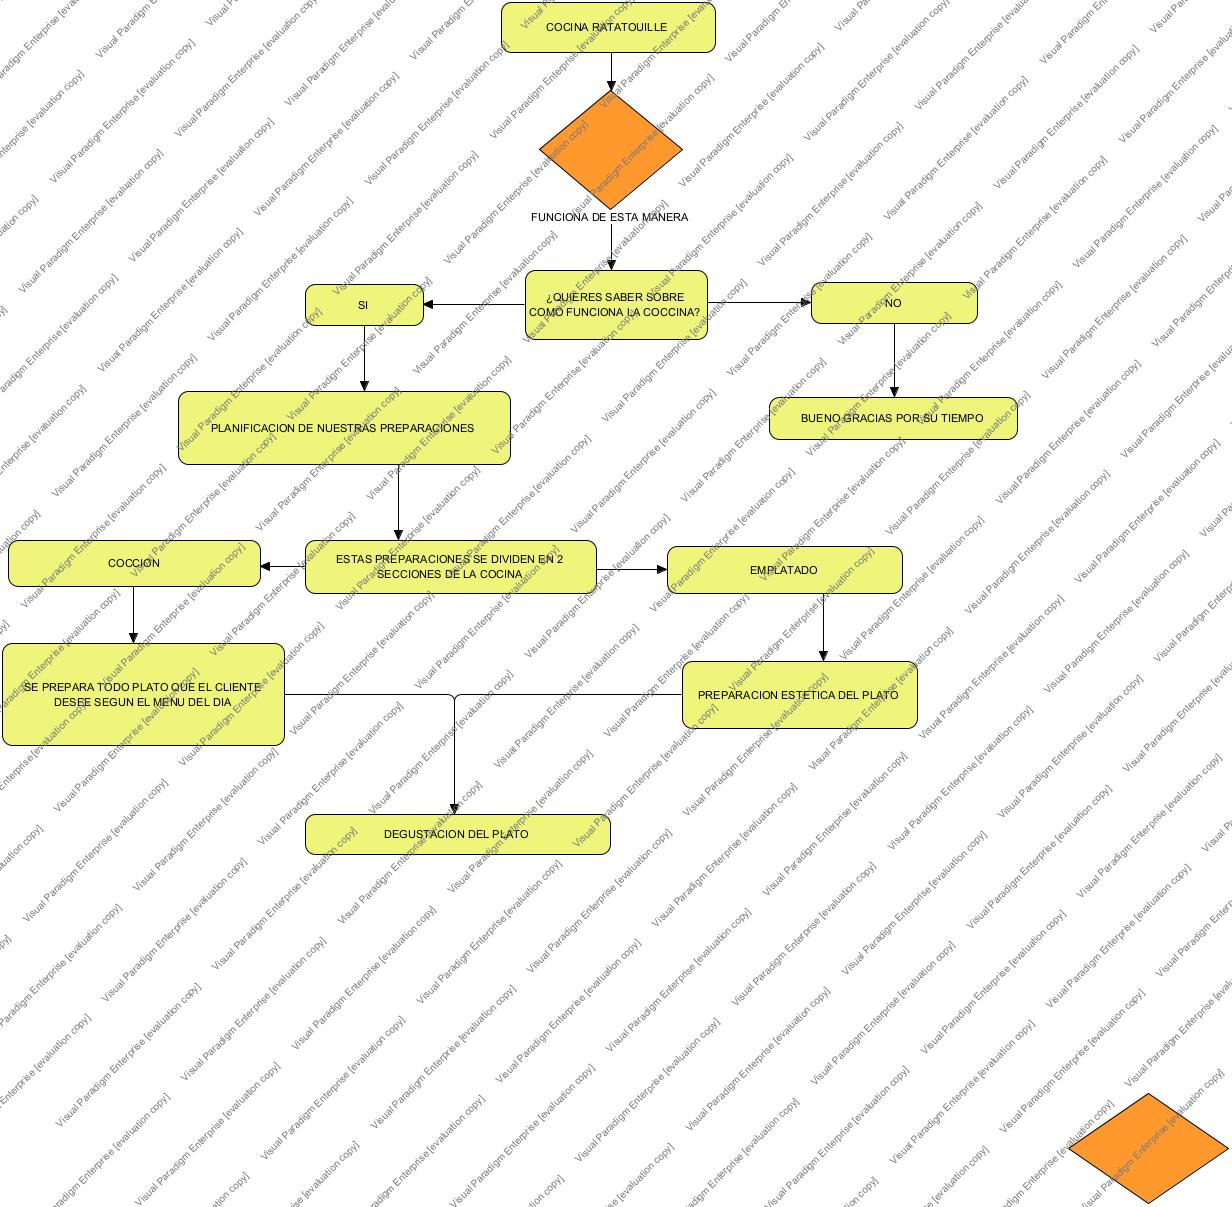 COCINA RATATOUILLE
FUNCIONA DE ESTA MANERA
¿QUIERES SABER SOBRE
COMO FUNCIONA LA COCCINA?
SI
NO
PLANIFICACION DE NUESTRAS PREPARACIONES
BUENO GRACIAS POR SU TIEMPO
ESTAS PREPARACIONES SE DIVIDEN EN 2
SECCIONES DE LA COCINA
COCCION
EMPLATADO
SE PREPARA TODO PLATO QUE EL CLIENTE
DESEE SEGUN EL MENU DEL DIA
PREPARACION ESTETICA DEL PLATO
DEGUSTACION DEL PLATO
Visual Paradigm Enterprise [evaluation copy]